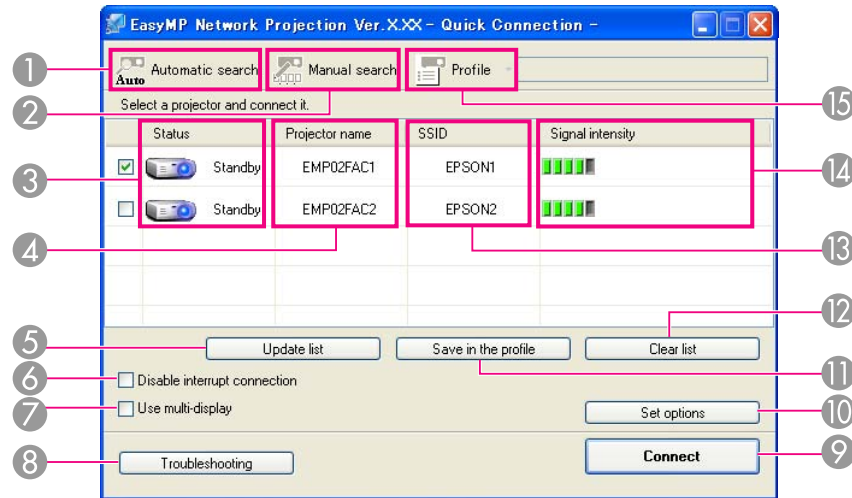 EasyMP Network Projection Ver.X.XX - Quick Connection -
1 Auto Automatic search Manual search Profile
2 15
Select a projector and connect it.
Status Projector name SSID Signal intensity
3 Standby EMP02FAC1 EPSON1 14
Standby EMP02FAC2 EPSON2
4 13
12
5 Update list Save in the profile Clear list
6 Disable interrupt connection 11
7 Use multi-display Set options 10
8 Troubleshooting Connect 9